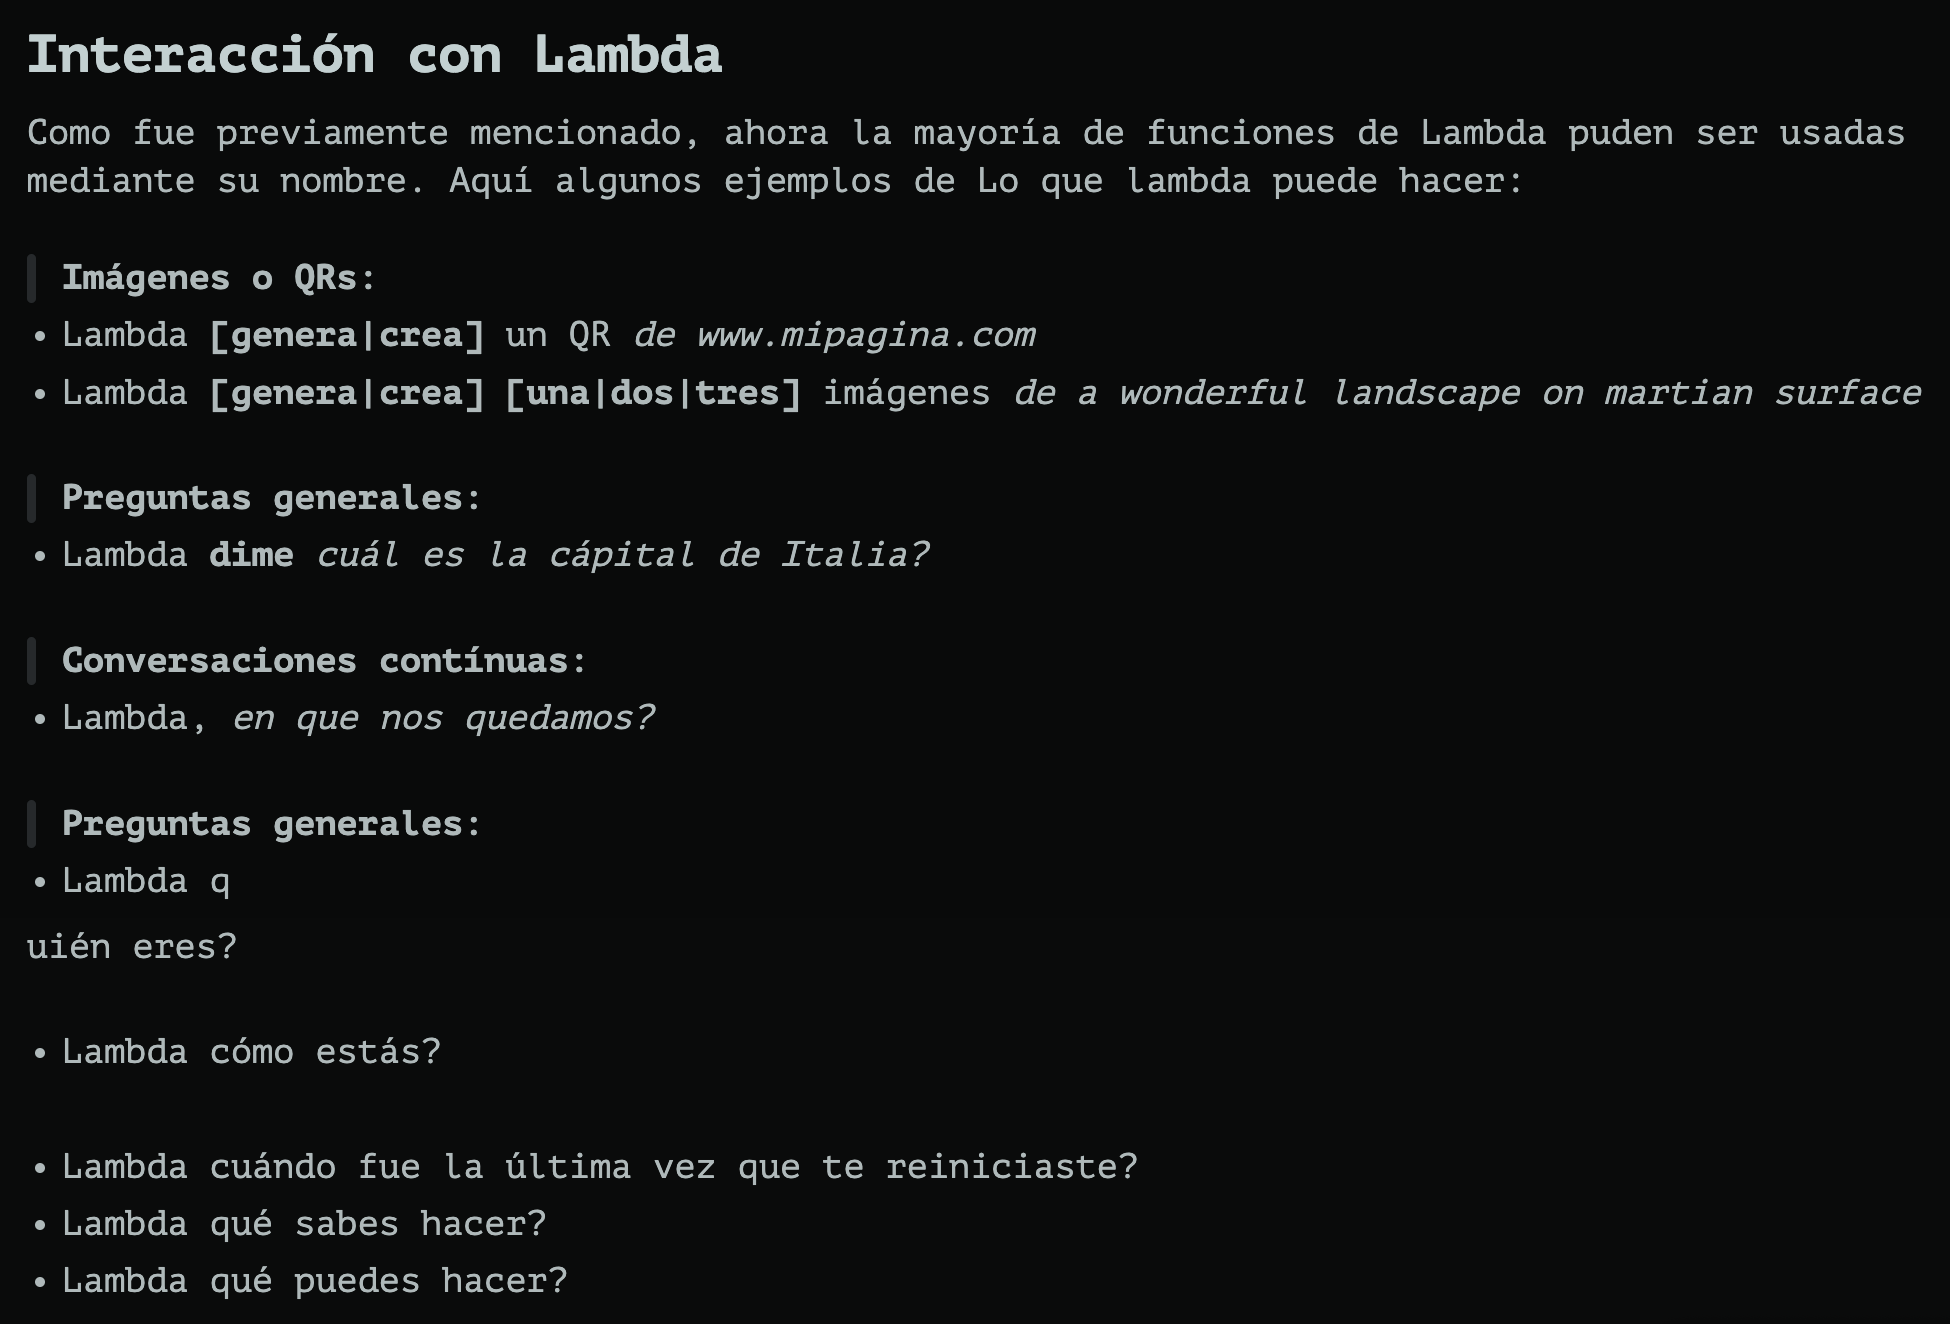 Interacción con Lambda
Como fue previamente mencionado, ahora la mayoría de funciones de Lambda puden ser usadas
mediante su nombre. Aquí algunos ejemplos de Lo que lambda puede hacer:
Imágenes o QRs:
• Lambda [genera|crea] un QR de www.mipagina.com
• Lambda [genera|crea] [una|dos|tres] imágenes de a wonderful landscape on martian surface
Preguntas generales:
• Lambda dime cuál es la cápital de Italia?
Conversaciones contínuas:
• Lambda, en que nos quedamos?
Preguntas generales:
• Lambda q
uién eres?
• Lambda cómo estás?
• Lambda cuándo fue la última vez que te reiniciaste?
• Lambda qué sabes hacer?
• Lambda qué puedes hacer?